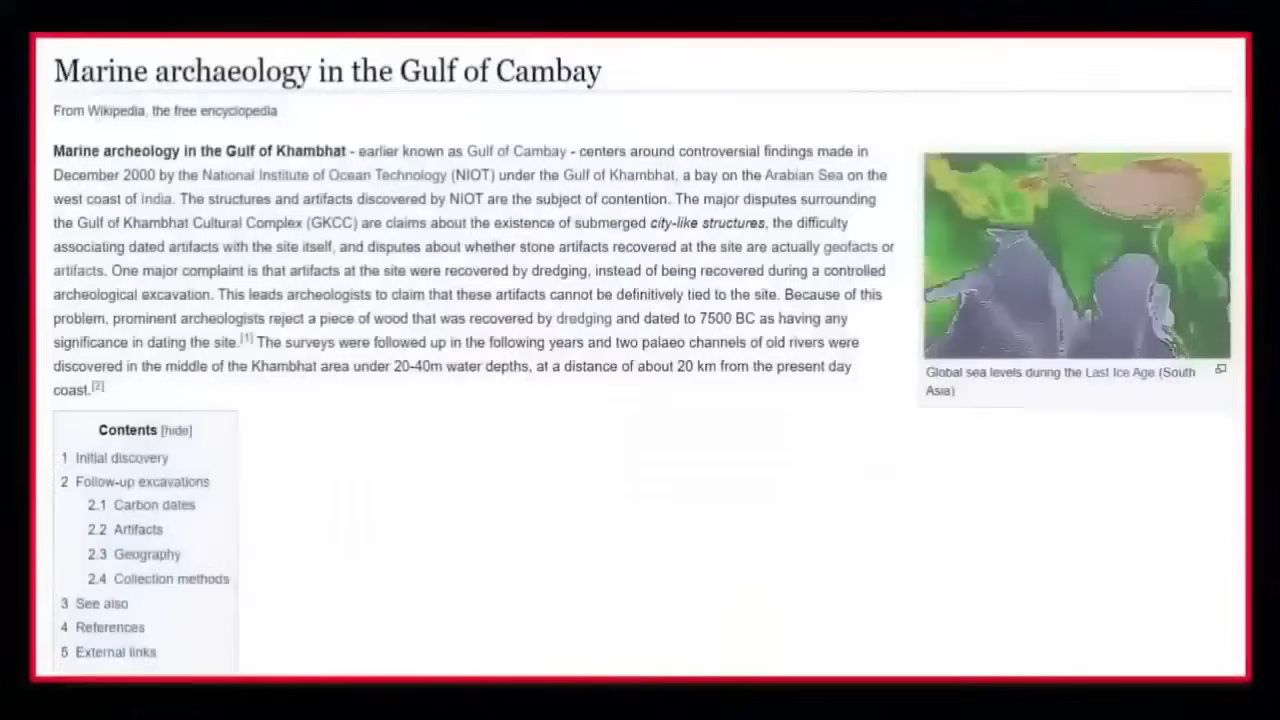 Marine archaeology in the Gulf of Cambay
From Wikipedia, the free encyclopedia
Marine archeology in the Gulf of Khambhat - earlier known as Gulf of Cambay - centers around controversial findings made in
December 2000 by the National Institute of Ocean Technology (NIOT) under the Gulf of Khambhat, a bay on the Arabian Sea on the
west coast of India. The structures and artifacts discovered by NIOT are the subject of contention. The major disputes surrounding
the Gulf of Khambhat Cultural Complex (GKCC) are claims about the existence of submerged city-like structures, the difficulty
associating dated artifacts with the site itself, and disputes about whether stone artifacts recovered at the site are actually geofacts or
artifacts. One major complaint is that artifacts at the site were recovered by dredging, instead of being recovered during a controlled
archeological excavation. This leads archeologists to claim that these artifacts cannot be definitively tied to the site. Because of this
problem, prominent archeologists reject a piece of wood that was recovered by dredging and dated to 7500 BC as having any
significance in dating the site.[1] The surveys were followed up in the following years and two palaeo channels of old rivers were
discovered in the middle of the Khambhat area under 20-40m water depths, at a distance of about 20 km from the present day
coast.[2]
Global sea levels during the Last Ice Age (South
Asia)
Contents [hide]
1 Initial discovery
2 Follow-up excavations
2.1 Carbon dates
2.2 Artifacts
2.3 Geography
2.4 Collection methods
3 See also
4 References
5 External links